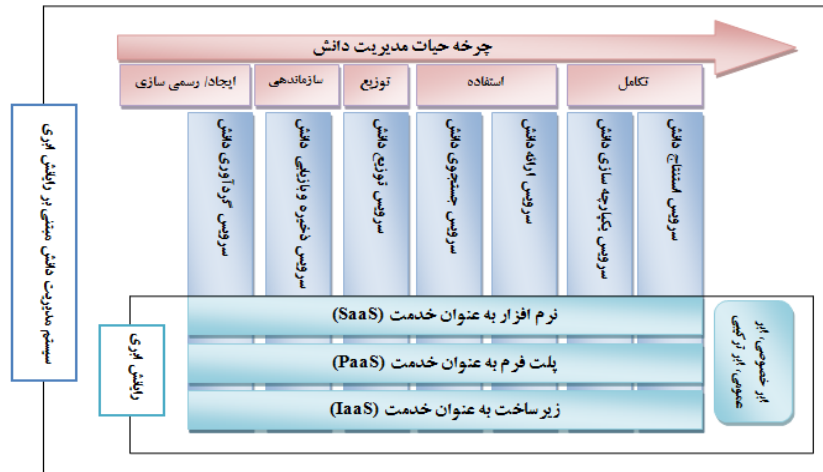 چرخه حیات مدیریت دانش
ایجاد/ رسمی سازی
سازماندهی
توزیع
استفاده
تکامل
سرویس گردآوری دانش
سرویس ذخیره وبازیابی دانش
سرویس توزیع دانش
سرویس جستجوی دانش
سرویس ارائه دانش
سرویس یکپارچه سازی دانش
سرویس استنتاج دانش
سیستم مدیریت دانش مبتنی بر رایانش ابری
رایانش ابری
نرم افزار به عنوان خدمت (SaaS)
پلت فرم به عنوان خدمت (PaaS)
زیرساخت به عنوان خدمت (IaaS)
ابر خصوصی، ابر
عمومی، ابر ترکیبی